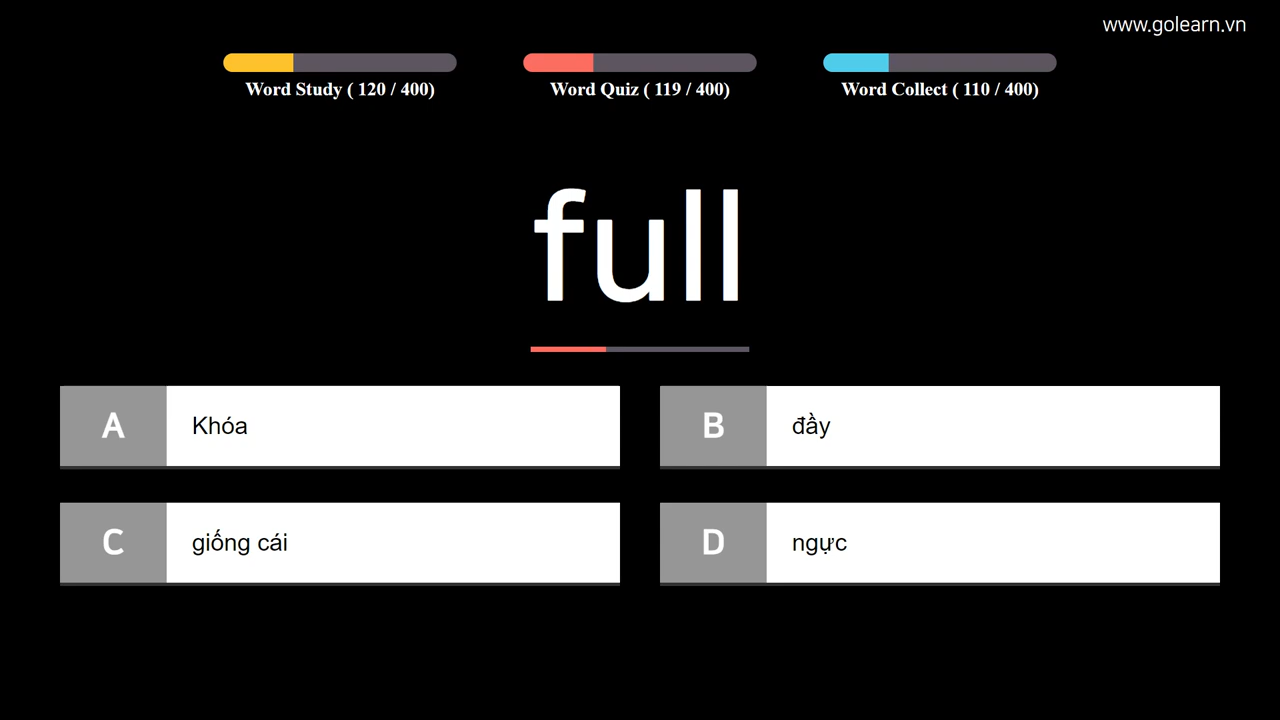 www.golearn.vn
Word Study ( 120 / 400)
Word Quiz ( 119 / 400)
Word Collect ( 110 / 400)
full
A Khóa
B đầy
C giống cái
D ngực